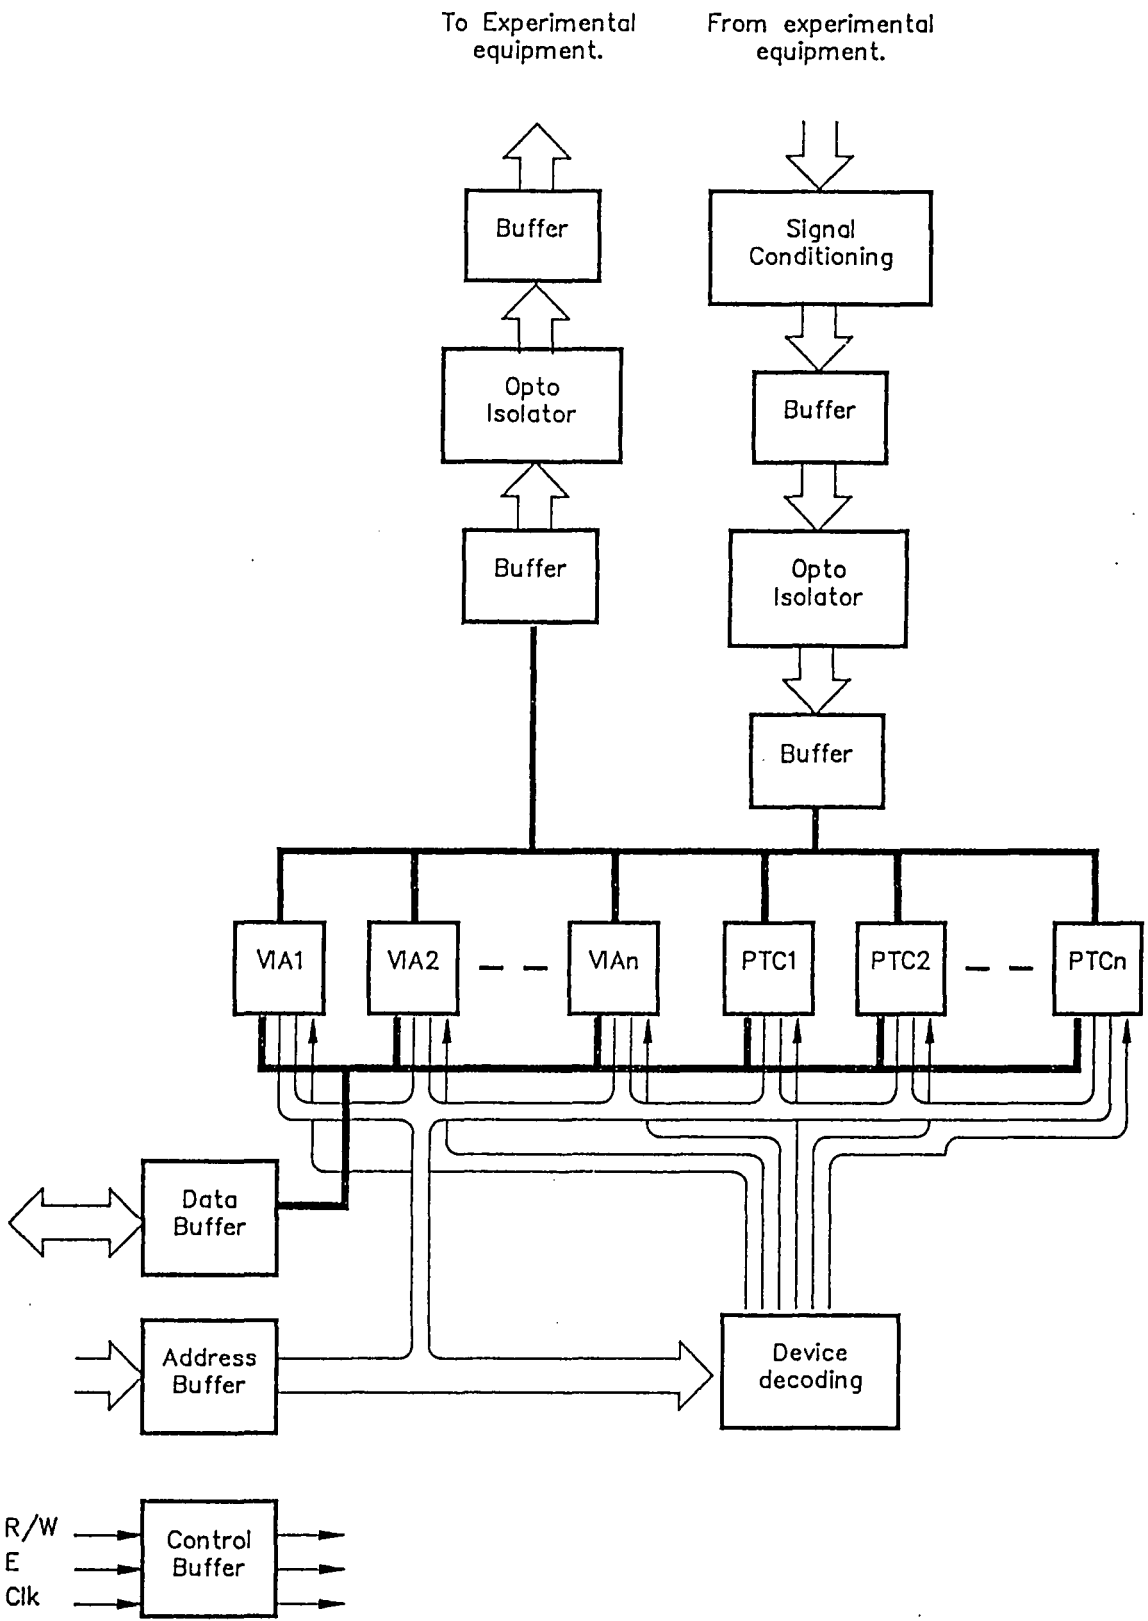 To Experimental
equipment.
From experimental
equipment.
Buffer
Signal
Conditioning
Opto
Isolator
Buffer
Buffer
Opto
Isolator
Buffer
VIA1
VIA2
VIAn
PTC1
PTC2
PTCn
Data
Buffer
Address
Buffer
Device
decoding
R/W
E
Clk
Control
Buffer